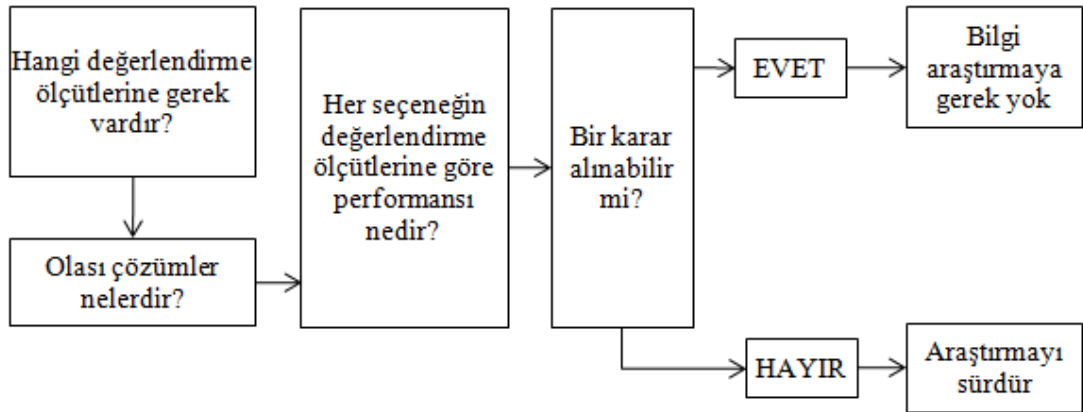 Hangi değerlendirme
ölçütlerine gerek
vardır?
Olası çözümler
nelerdir?
Her seçeneğin
değerlendirme
ölçütlerine göre
performansı
nedir?
Bir karar
alınabilir
mi?
EVET
Bilgi
araştırmaya
gerek yok
HAYIR
Araştırmayı
sürdür